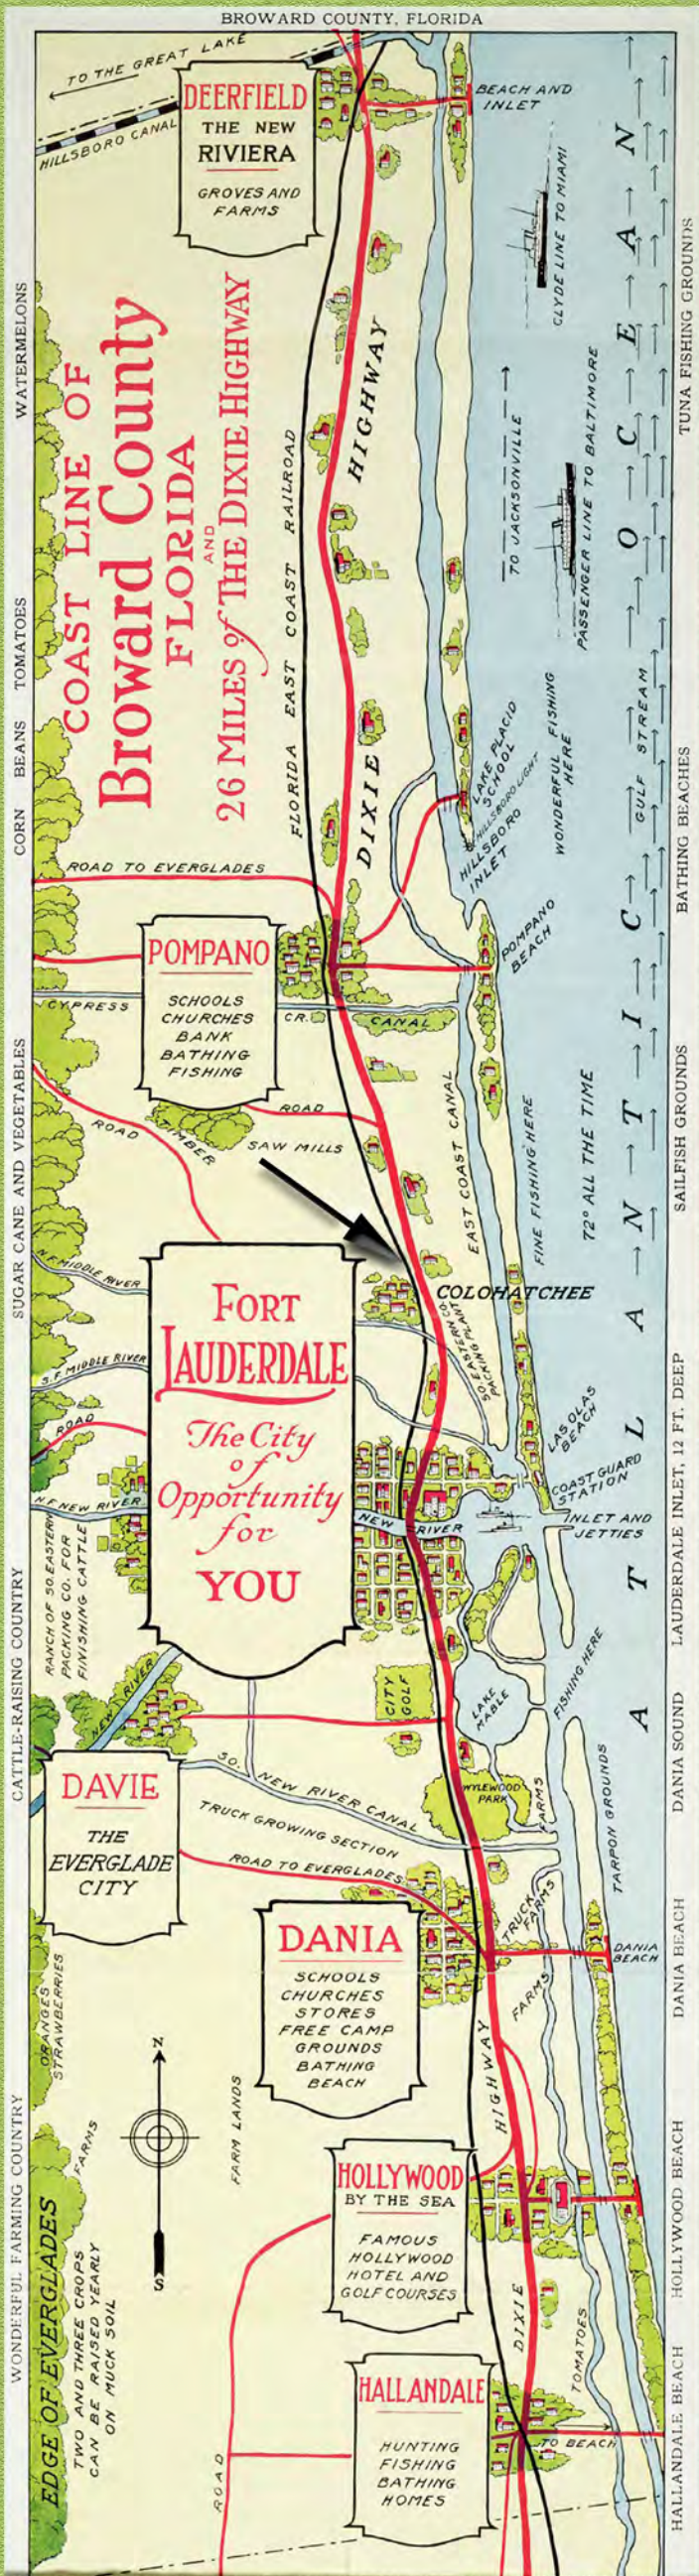 BROWARD COUNTY, FLORIDA
TO THE GREAT LAKE
HILLSBORO CANAL
DEERFIELD
THE NEW
RIVIERA
GROVES AND
FARMS
BEACH AND
INLET
CLYDE LINE TO MIAMI
COAST LINE OF
Broward County
FLORIDA
AND
26 MILES of THE DIXIE HIGHWAY
FLORIDA EAST COAST RAILROAD
DIXIE HIGHWAY
TO JACKSONVILLE
PASSENGER LINE TO BALTIMORE
ATLANTIC OCEAN
GULF STREAM
WONDERFUL FISHING
HERE
LAKE PLACID
SCHOOL
HILLSBORO LIGHT
HILLSBORO
INLET
ROAD TO EVERGLADES
POMPANO
SCHOOLS
CHURCHES
BANK
BATHING
FISHING
POMPANO
BEACH
CYPRESS
CR.
CANAL
ROAD
TIMBER
ROAD
SAW MILLS
EAST COAST CANAL
FINE FISHING HERE
72° ALL THE TIME
N.F. MIDDLE RIVER
S.F. MIDDLE RIVER
ROAD
N.F. NEW RIVER
FORT
LAUDERDALE
The City
of
Opportunity
for
YOU
COLOHATCHEE
SO. EASTERN
PACKING PLANT CO.
LAS OLAS
BEACH
COAST GUARD
STATION
INLET AND
JETTIES
NEW RIVER
RANCH OF SO. EASTERN
PACKING CO. FOR
FINISHING CATTLE
NEW RIVER
CITY
GOLF
LAKE
MABLE
FISHING HERE
DAVIE
THE
EVERGLADE
CITY
SO. NEW RIVER CANAL
TRUCK GROWING SECTION
ROAD TO EVERGLADES
WYLEWOOD
PARK
FARMS
TARPON GROUNDS
DANIA
SCHOOLS
CHURCHES
STORES
FREE CAMP
GROUNDS
BATHING
BEACH
TRUCK
FARMS
FARMS
DANIA
BEACH
ORANGES
STRAWBERRIES
N
S
FARM LANDS
FARMS
HIGHWAY
HOLLYWOOD
BY THE SEA
FAMOUS
HOLLYWOOD
HOTEL AND
GOLF COURSES
DIXIE
TOMATOES
EDGE OF EVERGLADES
TWO AND THREE CROPS
CAN BE RAISED YEARLY
ON MUCK SOIL
HALLANDALE
HUNTING
FISHING
BATHING
HOMES
TO BEACH
ROAD
WONDERFUL FARMING COUNTRY
CATTLE-RAISING COUNTRY
SUGAR CANE AND VEGETABLES
CORN
BEANS
TOMATOES
WATERMELONS
TUNA FISHING GROUNDS
BATHING BEACHES
SAILFISH GROUNDS
LAUDERDALE INLET, 12 FT. DEEP
DANIA SOUND
DANIA BEACH
HOLLYWOOD BEACH
HALLANDALE BEACH